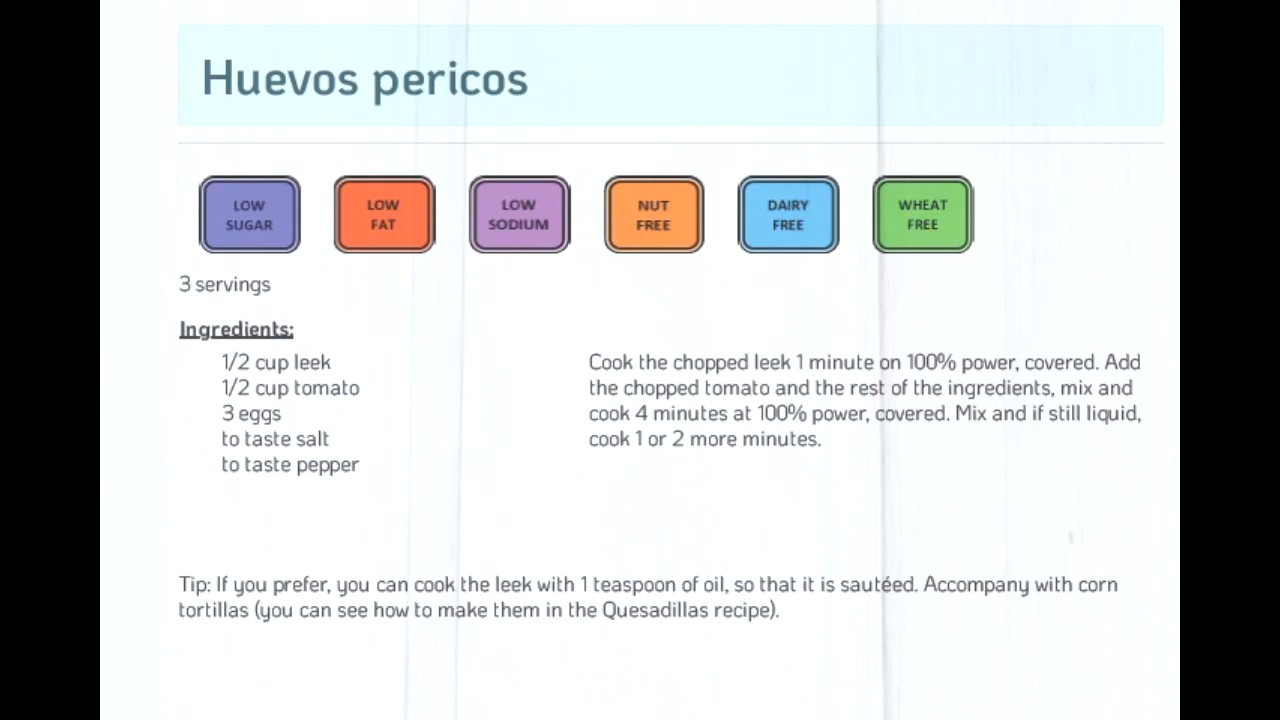 Huevos pericos
LOW
SUGAR
LOW
FAT
LOW
SODIUM
NUT
FREE
DAIRY
FREE
WHEAT
FREE
3 servings
Ingredients:
1/2 cup leek
1/2 cup tomato
3 eggs
to taste salt
to taste pepper
Cook the chopped leek 1 minute on 100% power, covered. Add
the chopped tomato and the rest of the ingredients, mix and
cook 4 minutes at 100% power, covered. Mix and if still liquid,
cook 1 or 2 more minutes.
Tip: If you prefer, you can cook the leek with 1 teaspoon of oil, so that it is sautéed. Accompany with corn
tortillas (you can see how to make them in the Quesadillas recipe).